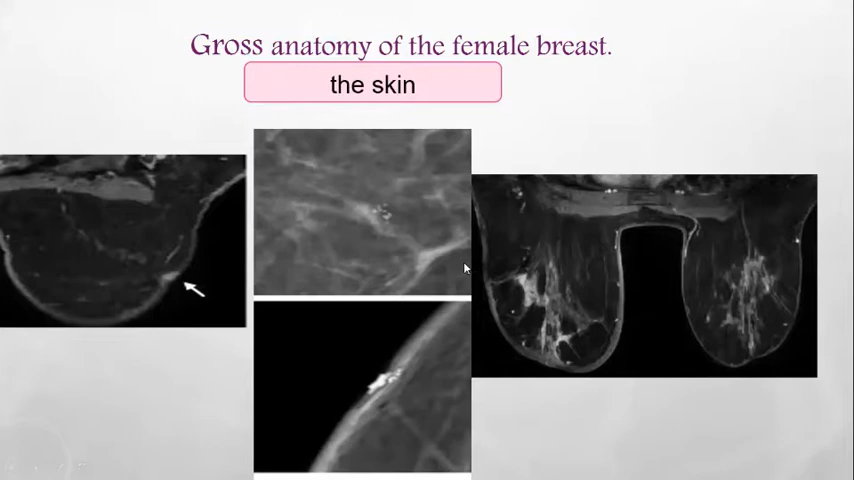 Gross anatomy of the female breast.
the skin